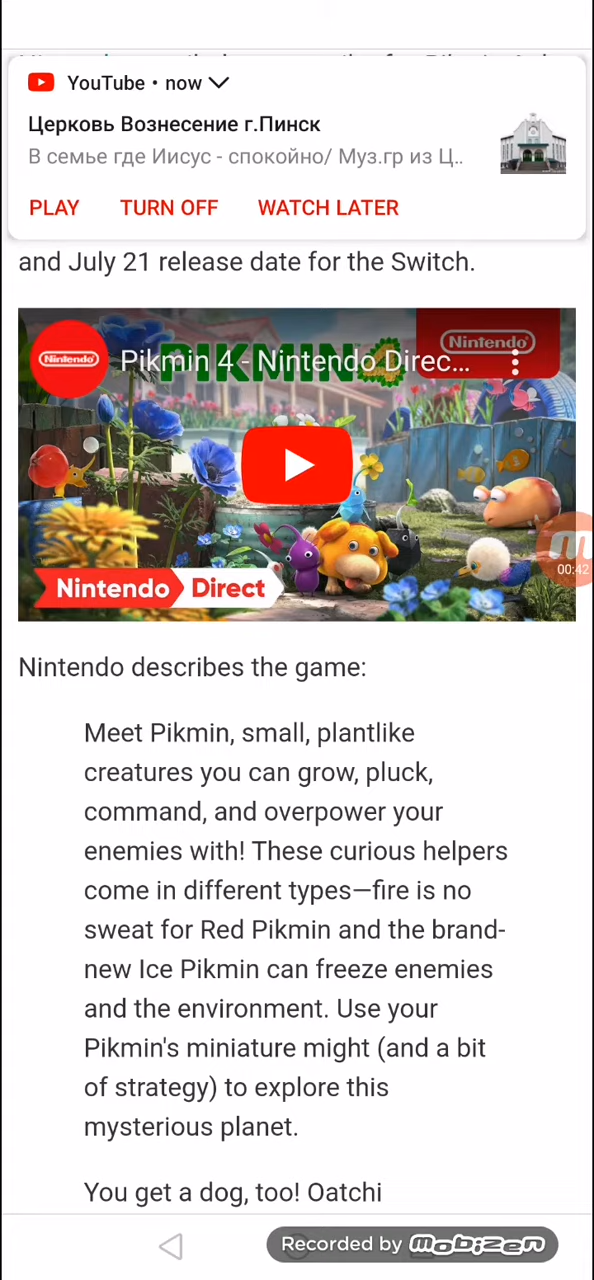 YouTube • now
Церковь Вознесение г.Пинск
В семье где Иисус - спокойно/ Муз.гр из Ц..
PLAY TURN OFF WATCH LATER
and July 21 release date for the Switch.
Nintendo
Nintendo
Pikmin 4 - Nintendo Direc...
PIKMIN 4
Nintendo Direct
00:42
Nintendo describes the game:
Meet Pikmin, small, plantlike
creatures you can grow, pluck,
command, and overpower your
enemies with! These curious helpers
come in different types—fire is no
sweat for Red Pikmin and the brand-
new Ice Pikmin can freeze enemies
and the environment. Use your
Pikmin's miniature might (and a bit
of strategy) to explore this
mysterious planet.
You get a dog, too! Oatchi
Recorded by mobizen